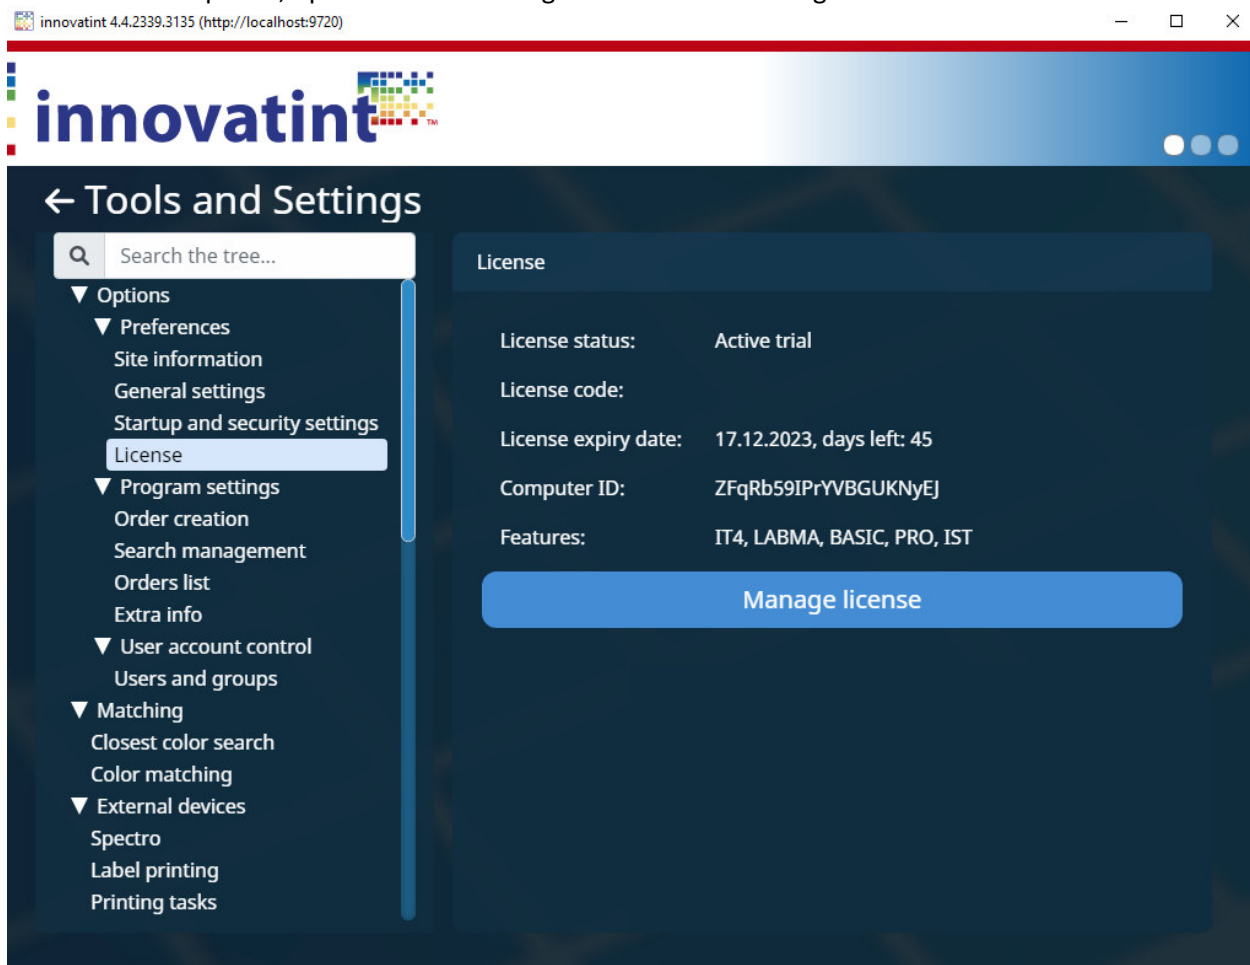 innovatint 4.4.2339.3135 (http://localhost:9720)
innovatint TM
← Tools and Settings
Search the tree...
▼ Options
▼ Preferences
Site information
General settings
Startup and security settings
License
▼ Program settings
Order creation
Search management
Orders list
Extra info
▼ User account control
Users and groups
▼ Matching
Closest color search
Color matching
▼ External devices
Spectro
Label printing
Printing tasks
License
License status: Active trial
License code:
License expiry date: 17.12.2023, days left: 45
Computer ID: ZFqRb59IPrYVBGUKNyEJ
Features: IT4, LABMA, BASIC, PRO, IST
Manage license